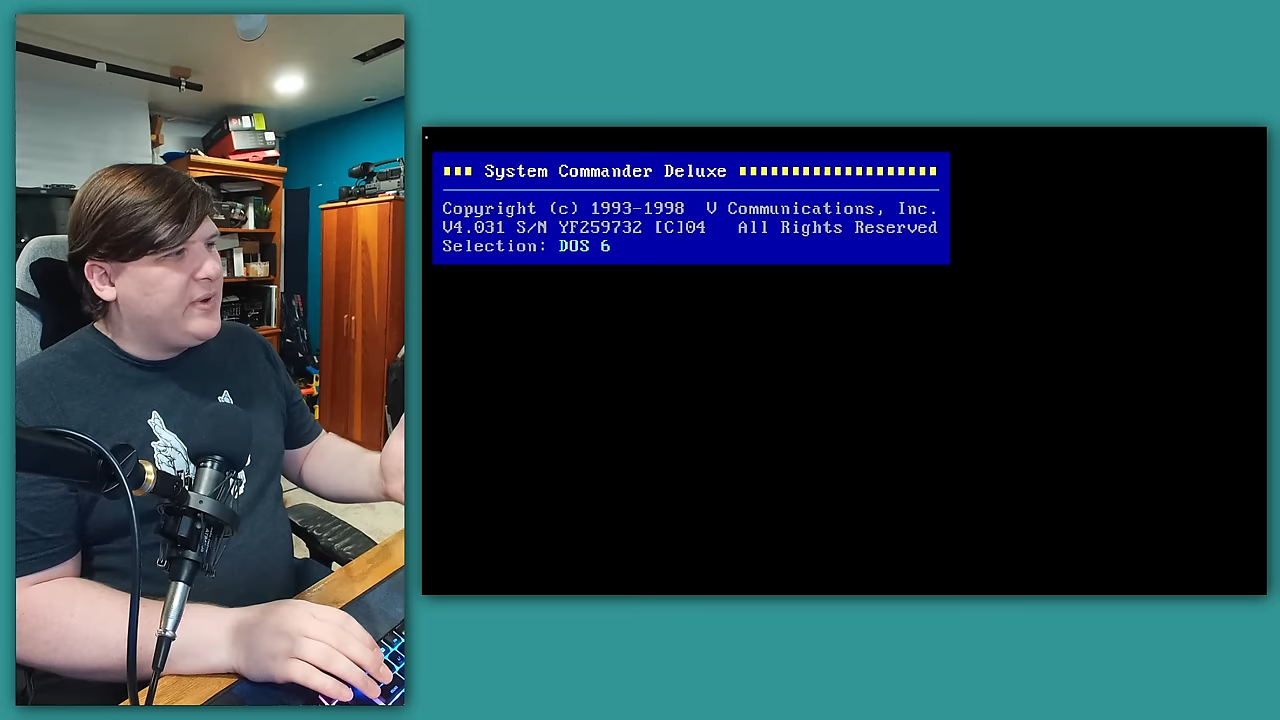 System Commander Deluxe
Copyright (c) 1993-1998 V Communications, Inc.
V4.031 S/N YF259732 [C]04 All Rights Reserved
Selection: DOS 6